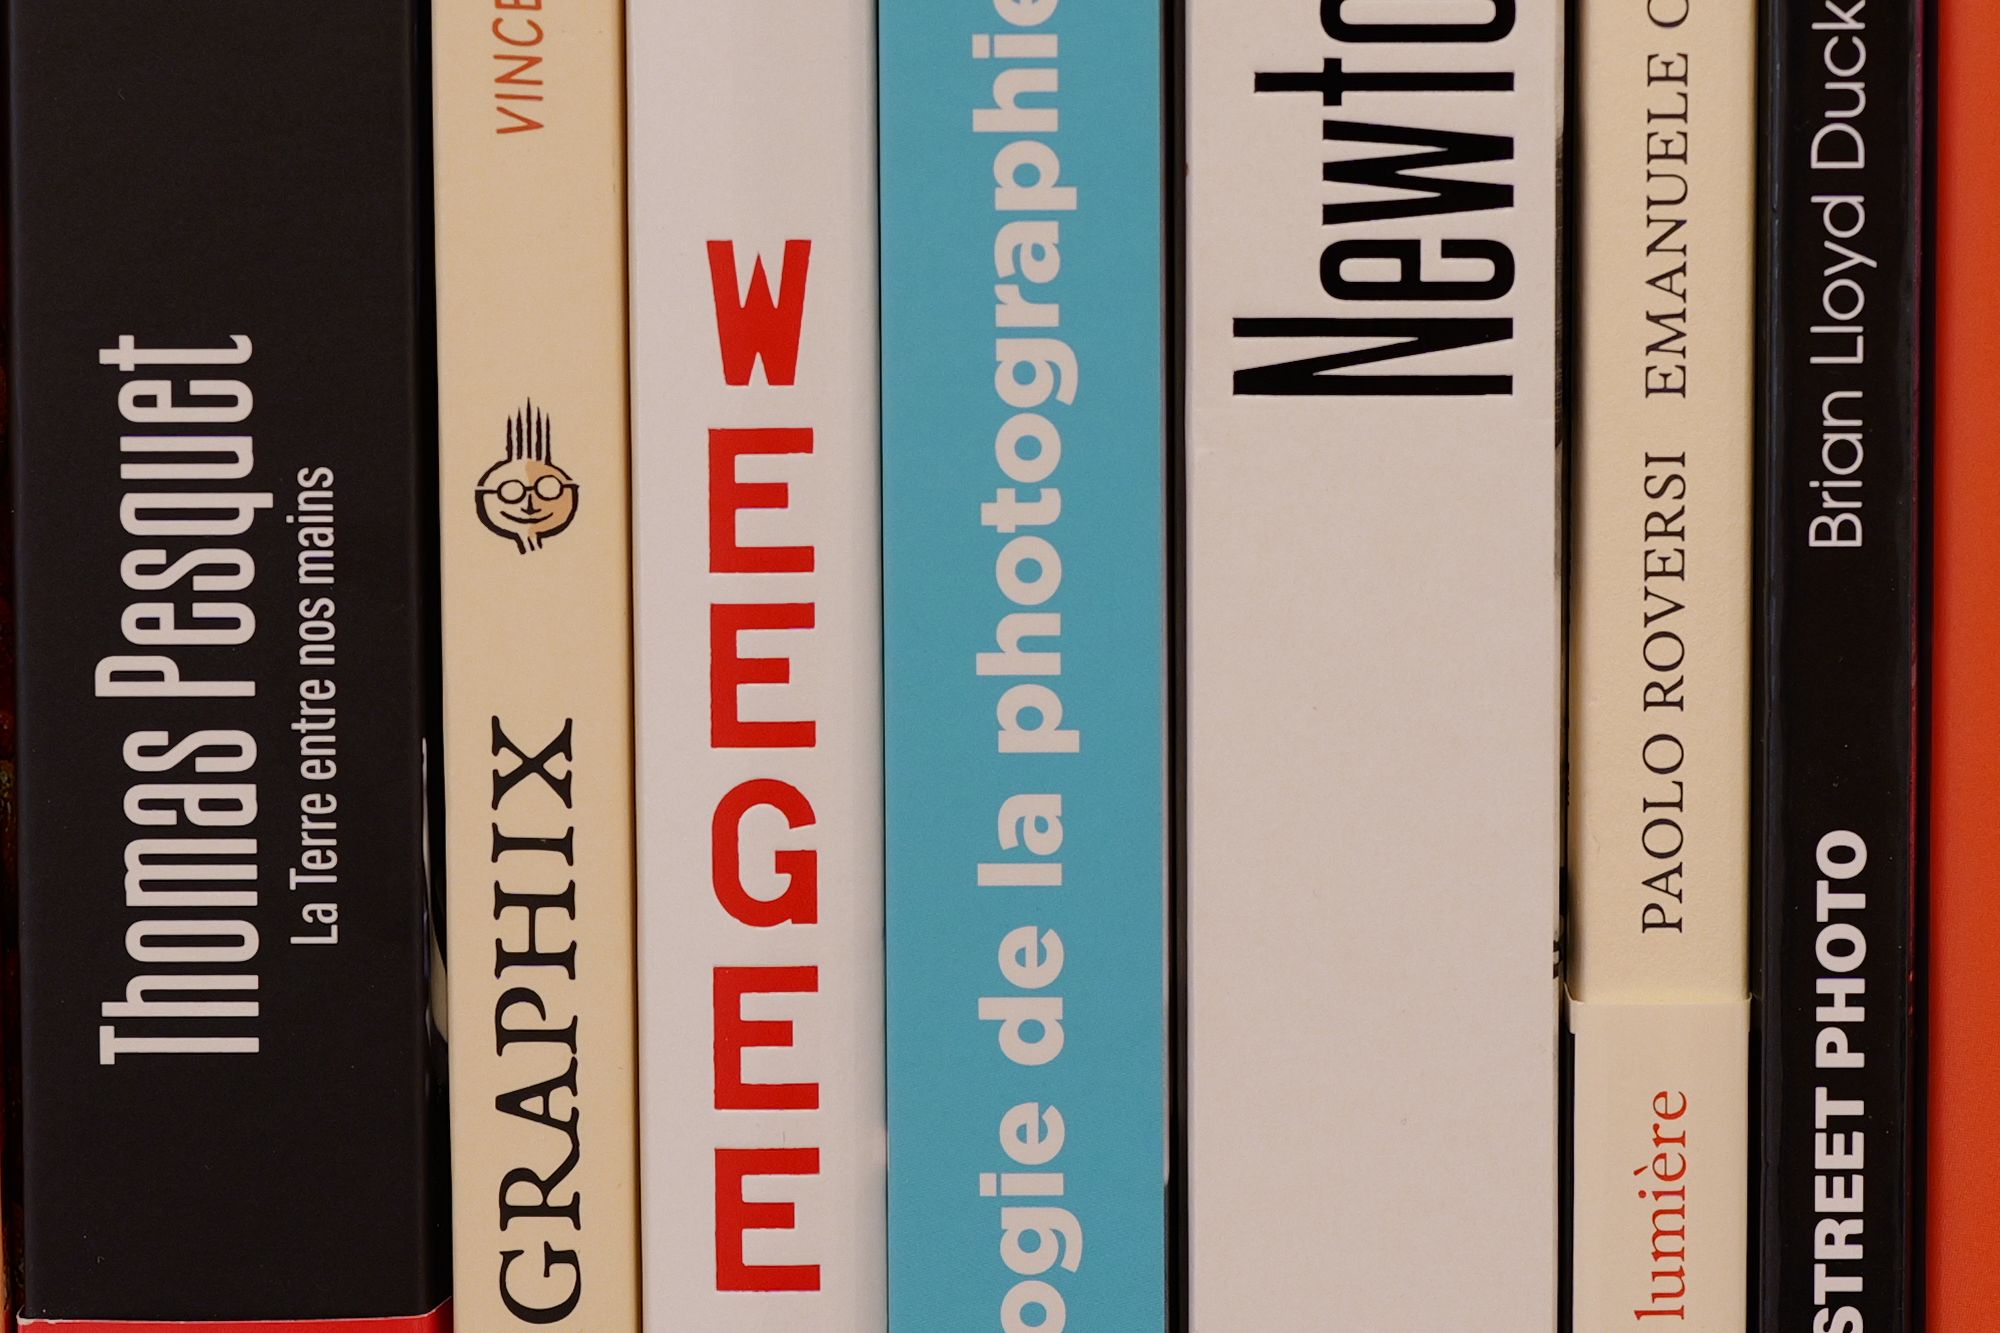 Thomas Pesquet
La Terre entre nos mains
GRAPHIX
VINCE
WEEGEE
ogie de la photographie
Newto
lumière
PAOLO ROVERSI EMANUELE C
STREET PHOTO
Brian Lloyd Duck